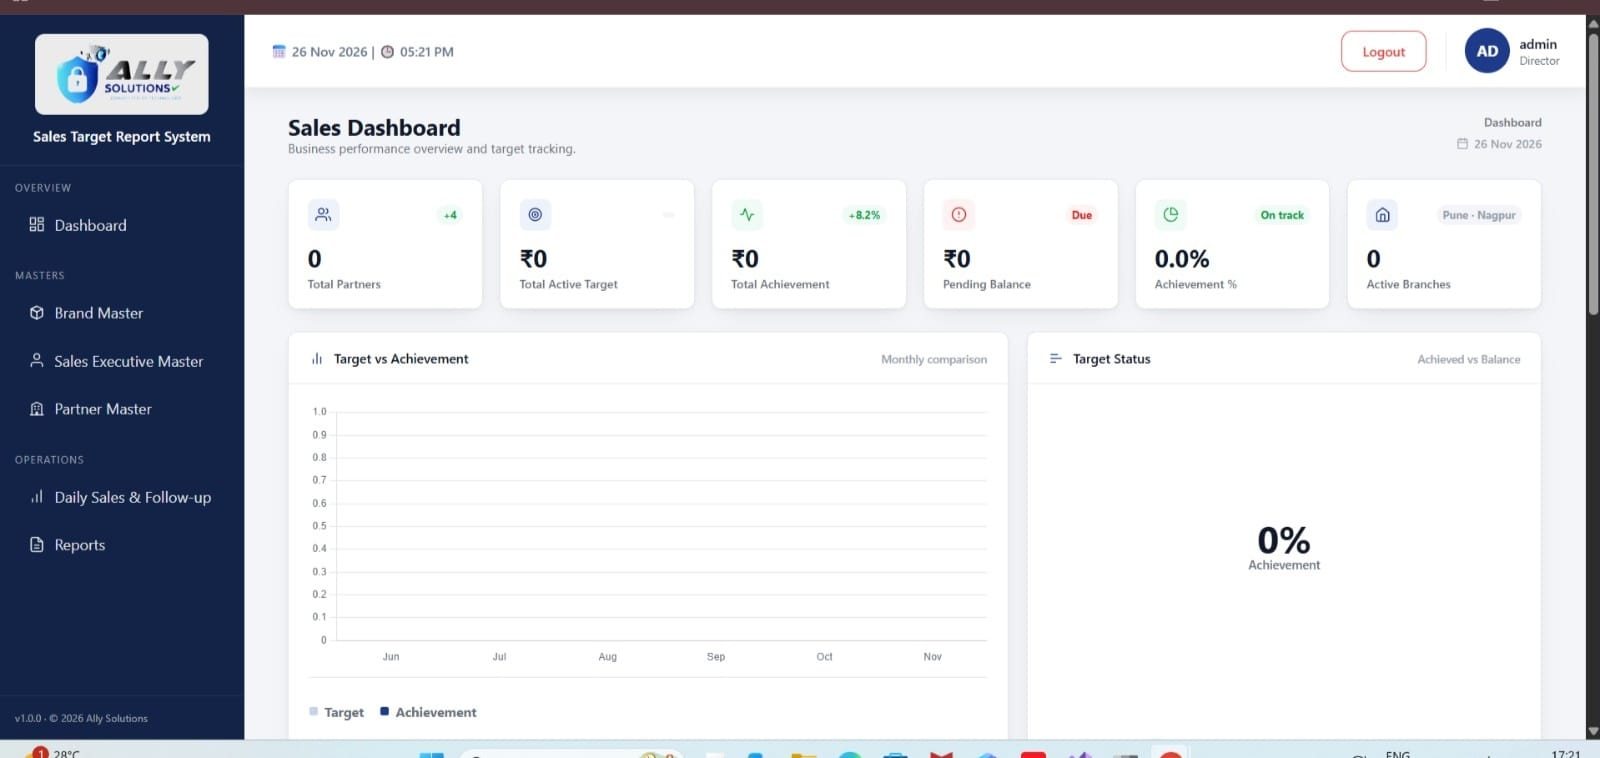 ALLY
SOLUTIONS
Sales Target Report System
OVERVIEW
Dashboard
MASTERS
Brand Master
Sales Executive Master
Partner Master
OPERATIONS
Daily Sales & Follow-up
Reports
v1.0.0 · © 2026 Ally Solutions
26 Nov 2026 | 05:21 PM
Logout
AD
admin
Director
Sales Dashboard
Business performance overview and target tracking.
Dashboard
26 Nov 2026
+4
0
Total Partners
₹0
Total Active Target
+8.2%
₹0
Total Achievement
Due
₹0
Pending Balance
On track
0.0%
Achievement %
Pune · Nagpur
0
Active Branches
Target vs Achievement
Monthly comparison
1.0
0.9
0.8
0.7
0.6
0.5
0.4
0.3
0.2
0.1
0
Jun Jul Aug Sep Oct Nov
Target Achievement
Target Status
Achieved vs Balance
0%
Achievement
1
28°C
ENG
17:21